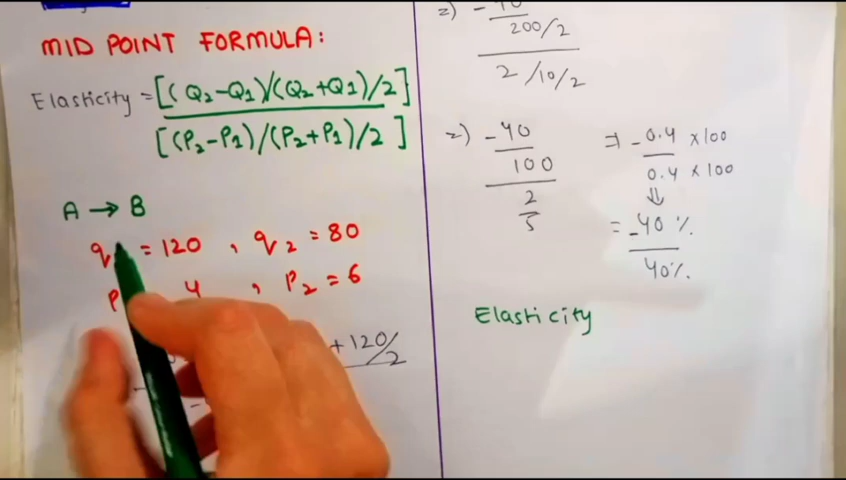 MID POINT FORMULA:
Elasticity = [(Q2-Q1)/(Q2+Q1)/2]
[(P2-P1)/(P2+P1)/2]
A → B
q = 120 , q2 = 80
P 4 , P2 = 6
+ 120/2
200/2
2/10/2
=) -40
100
2
5
⇒ -0.4 x100
0.4 x 100
⇓
= -40 %
40%
Elasticity